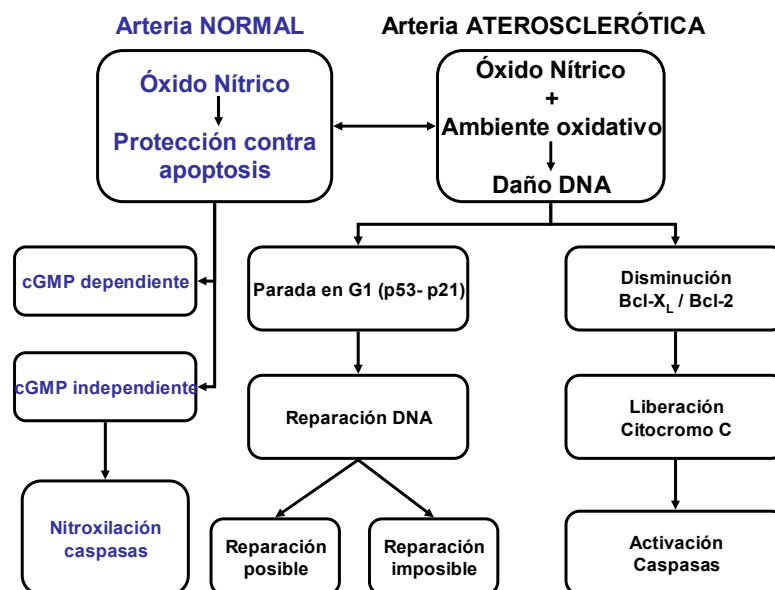 Arteria NORMAL
Óxido Nítrico
Protección contra
apoptosis
cGMP dependiente
cGMP independiente
Nitroxilación
caspasas
Arteria ATEROSCLERÓTICA
Óxido Nítrico
+
Ambiente oxidativo
Daño DNA
Parada en G1 (p53- p21)
Reparación DNA
Reparación
posible
Reparación
imposible
Disminución
Bcl-XL / Bcl-2
Liberación
Citocromo C
Activación
Caspasas